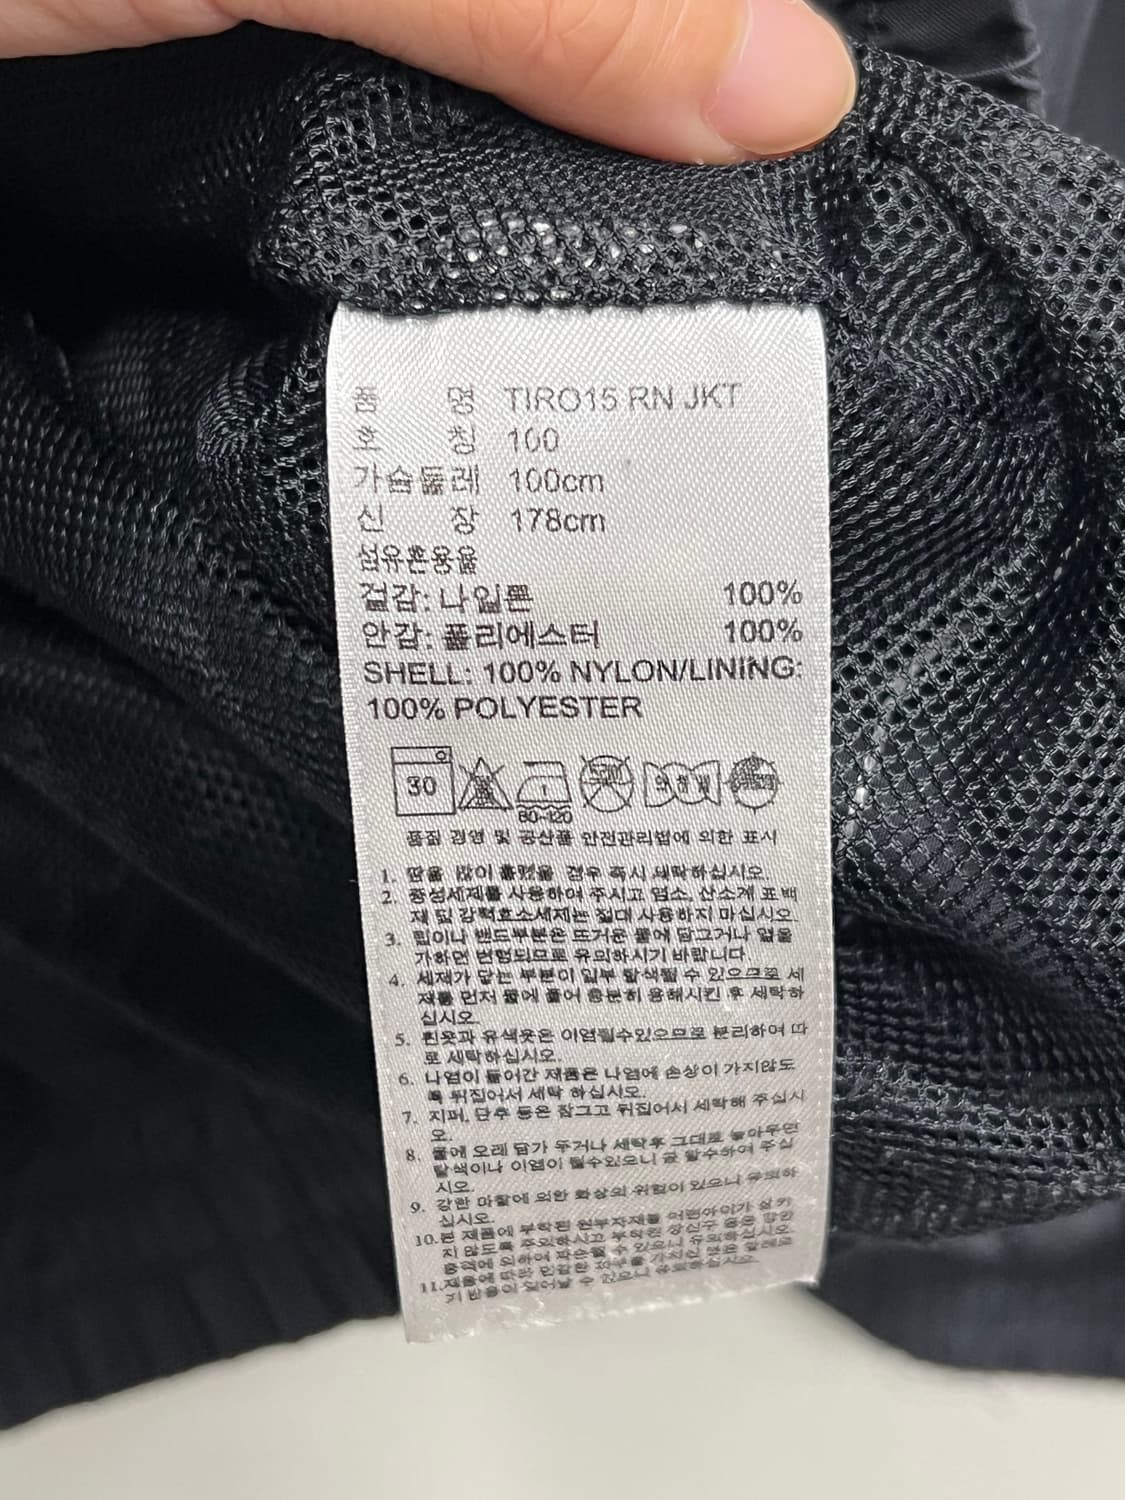 품 명 TIRO15 RN JKT
호 칭 100
가슴둘레 100cm
신 장 178cm
섬유혼용율
겉감: 나일론 100%
안감: 폴리에스터 100%
SHELL: 100% NYLON/LINING:
100% POLYESTER
30
80~120
품질 경영 및 공산품 안전관리법에 의한 표시
1. 땀을 많이 흘렸을 경우 즉시 세탁하십시오.
2. 중성세제를 사용하여 주시고 염소, 산소계 표백
제 및 강력효소세제는 절대 사용하지 마십시오
3. 립이나 밴드부분은 뜨거운 물에 담그거나 열을
가하면 변형되므로 유의하시기 바랍니다.
4. 세제가 닿는 부분이 일부 탈색될 수 있으므로 세
제를 먼저 물에 풀어 충분히 용해시킨 후 세탁하
십시오.
5. 흰옷과 유색옷은 이염될수있으므로 분리하여 따
로 세탁하십시오.
6. 나염이 들어간 제품은 나염에 손상이 가지않도
록 뒤집어서 세탁 하십시오.
7. 지퍼, 단추 등은 잠그고 뒤집어서 세탁해 주십시
오.
8. 물에 오래 담가 두거나 세탁후 그대로 놓아두면
탈색이나 이염이 될수있으니 꼭 탈수하여 주십
시오.
9. 강한 마찰에 의한 화상의 위험이 있으니 유의하
십시오.
10. 본 제품에 부착된
11.